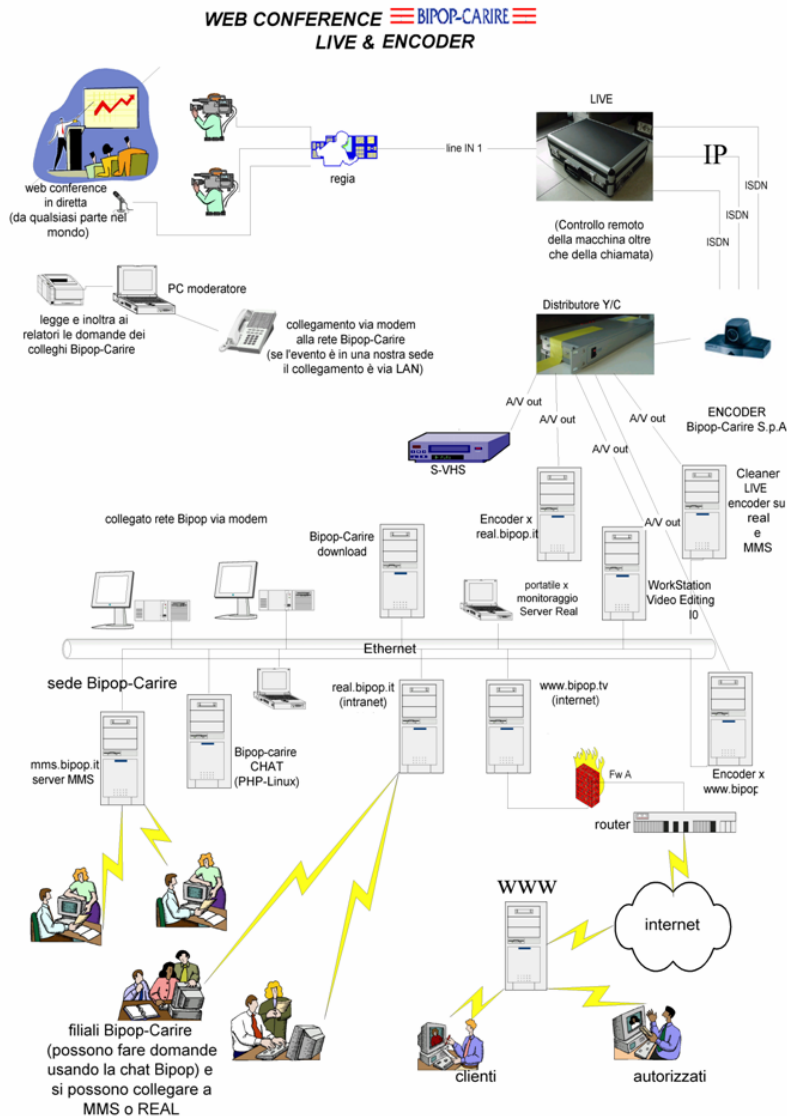 WEB CONFERENCE BIPOP-CARIRE
LIVE & ENCODER
LIVE
line IN 1
IP
ISDN
ISDN
ISDN
regia
web conference
in diretta
(da qualsiasi parte nel
mondo)
(Controllo remoto
della macchina oltre
che della chiamata)
PC moderatore
legge e inoltra ai
relatori le domande dei
colleghi Bipop-Carire
collegamento via modem
alla rete Bipop-Carire
(se l'evento è in una nostra sede
il collegamento è via LAN)
Distributore Y/C
A/V out
A/V out
A/V out
A/V out
A/V out
ENCODER
Bipop-Carire S.p.A
S-VHS
Cleaner
LIVE
encoder su
real
e
MMS
Encoder x
real.bipop.it
collegato rete Bipop via modem
Bipop-Carire
download
portatile x
monitoraggio
Server Real
WorkStation
Video Editing
I0
Ethernet
sede Bipop-Carire
real.bipop.it
(intranet)
www.bipop.tv
(internet)
mms.bipop.it
server MMS
Bipop-carire
CHAT
(PHP-Linux)
Fw A
Encoder x
www.bipop
router
WWW
internet
filiali Bipop-Carire
(possono fare domande
usando la chat Bipop) e
si possono collegare a
MMS o REAL
clienti
autorizzati